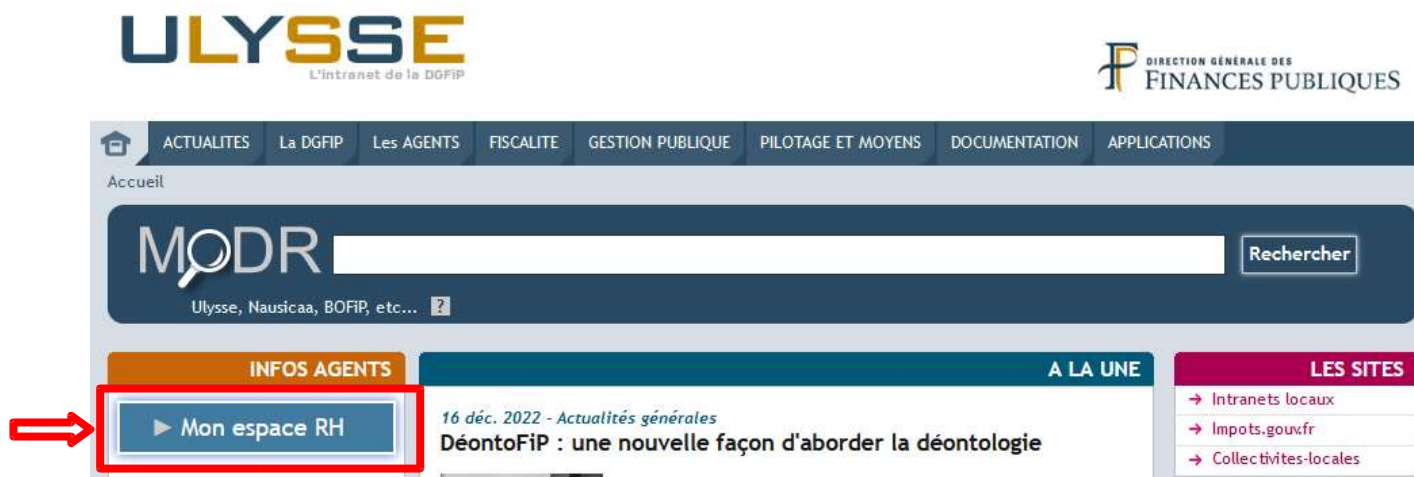 ULYSSE
L'intranet de la DGFiP
DIRECTION GÉNÉRALE DES
FINANCES PUBLIQUES
ACTUALITES La DGFIP Les AGENTS FISCALITE GESTION PUBLIQUE PILOTAGE ET MOYENS DOCUMENTATION APPLICATIONS
Accueil
MODR
Rechercher
Ulysse, Nausicaa, BOFiP, etc... ?
INFOS AGENTS
Mon espace RH
A LA UNE
16 déc. 2022 - Actualités générales
DéontoFiP : une nouvelle façon d'aborder la déontologie
LES SITES
→ Intranets locaux
→ Impots.gouv.fr
→ Collectivites-locales